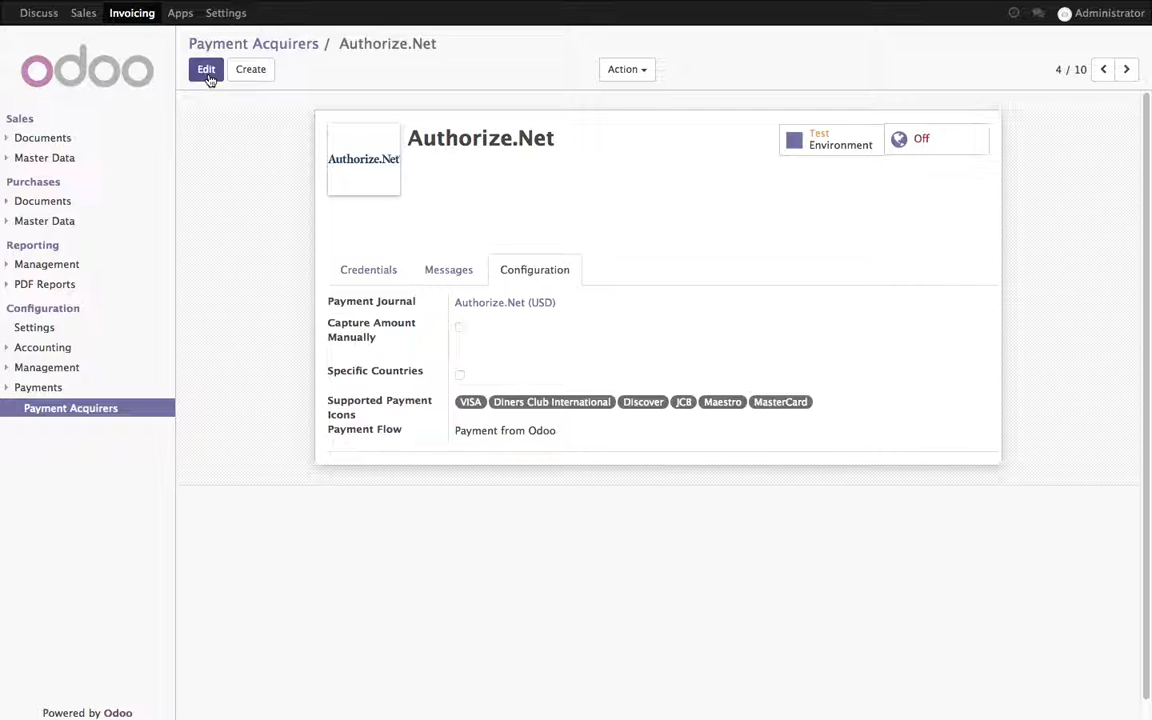 Discuss Sales Invoicing Apps Settings Administrator
Payment Acquirers / Authorize.Net
Edit Create Action 4 / 10
odoo
Sales
Documents
Master Data
Purchases
Documents
Master Data
Reporting
Management
PDF Reports
Configuration
Settings
Accounting
Management
Payments
Payment Acquirers
Powered by Odoo
Authorize.Net
Authorize.Net
Test
Environment
Off
Credentials Messages Configuration
Payment Journal Authorize.Net (USD)
Capture Amount
Manually
Specific Countries
Supported Payment
Icons
VISA Diners Club International Discover JCB Maestro MasterCard
Payment Flow Payment from Odoo